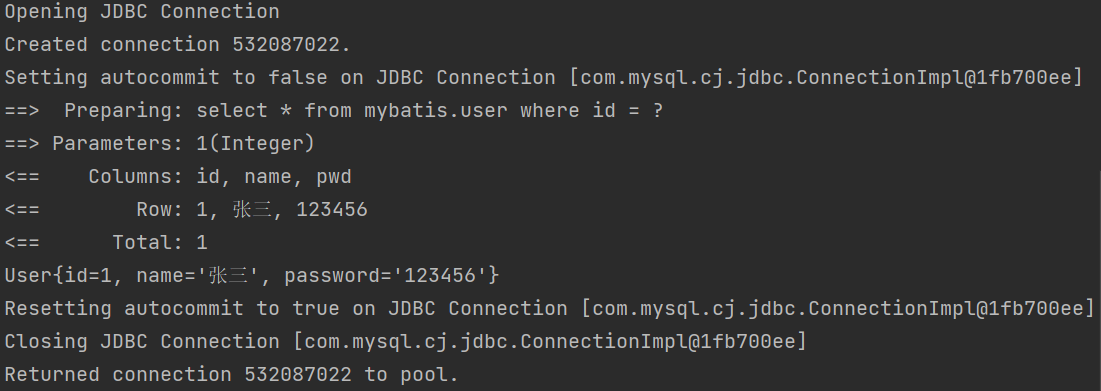 Opening JDBC Connection
Created connection 532087022.
Setting autocommit to false on JDBC Connection [com.mysql.cj.jdbc.ConnectionImpl@1fb700ee]
==>  Preparing: select * from mybatis.user where id = ?
==> Parameters: 1(Integer)
<==    Columns: id, name, pwd
<==        Row: 1, 张三, 123456
<==      Total: 1
User{id=1, name='张三', password='123456'}
Resetting autocommit to true on JDBC Connection [com.mysql.cj.jdbc.ConnectionImpl@1fb700ee]
Closing JDBC Connection [com.mysql.cj.jdbc.ConnectionImpl@1fb700ee]
Returned connection 532087022 to pool.